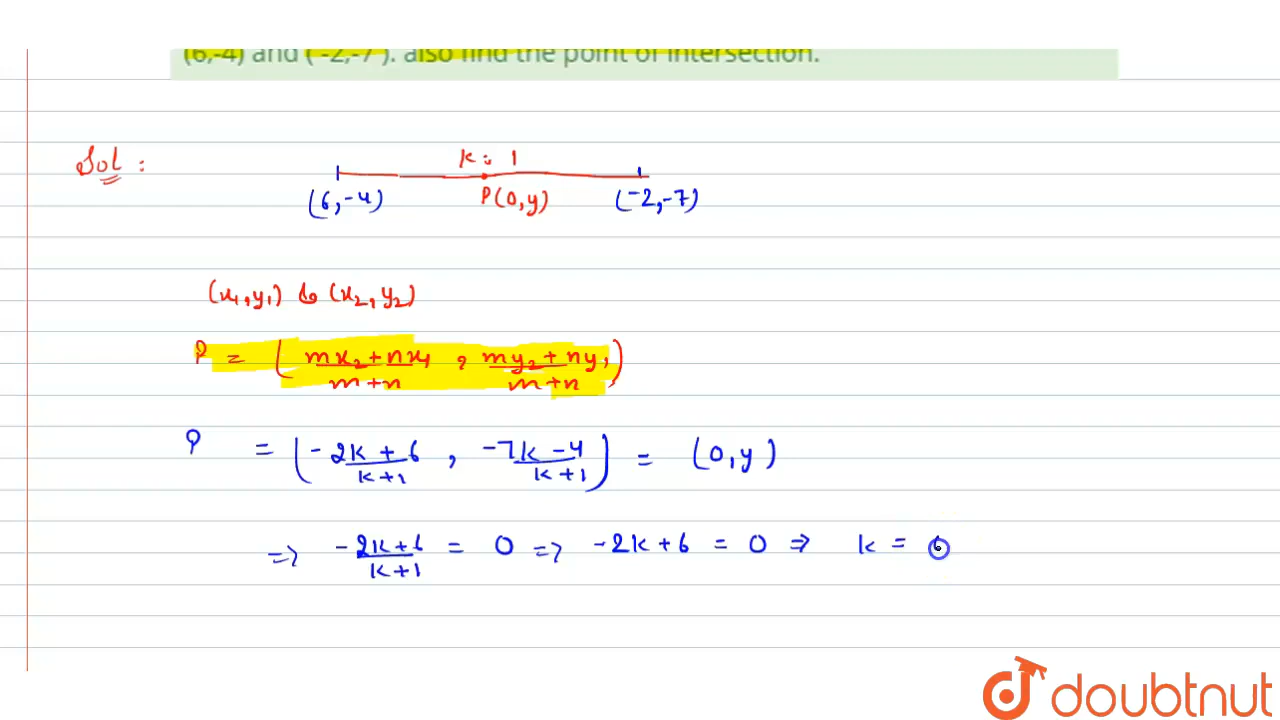 (6,-4) and ( -2,-7 ). also find the point of intersection.
Sol :
k : 1
(6,-4) P(0,y) (-2,-7)
(x₁,y₁) & (x₂,y₂)
P = ( mx₂+nx₁ / m+n , my₂+ny₁ / m+n )
P = ( -2k+6 / k+1 , -7k-4 / k+1 ) = (0,y)
=> -2k+6 / k+1 = 0 => -2k+6 = 0 => k = 6
doubtnut